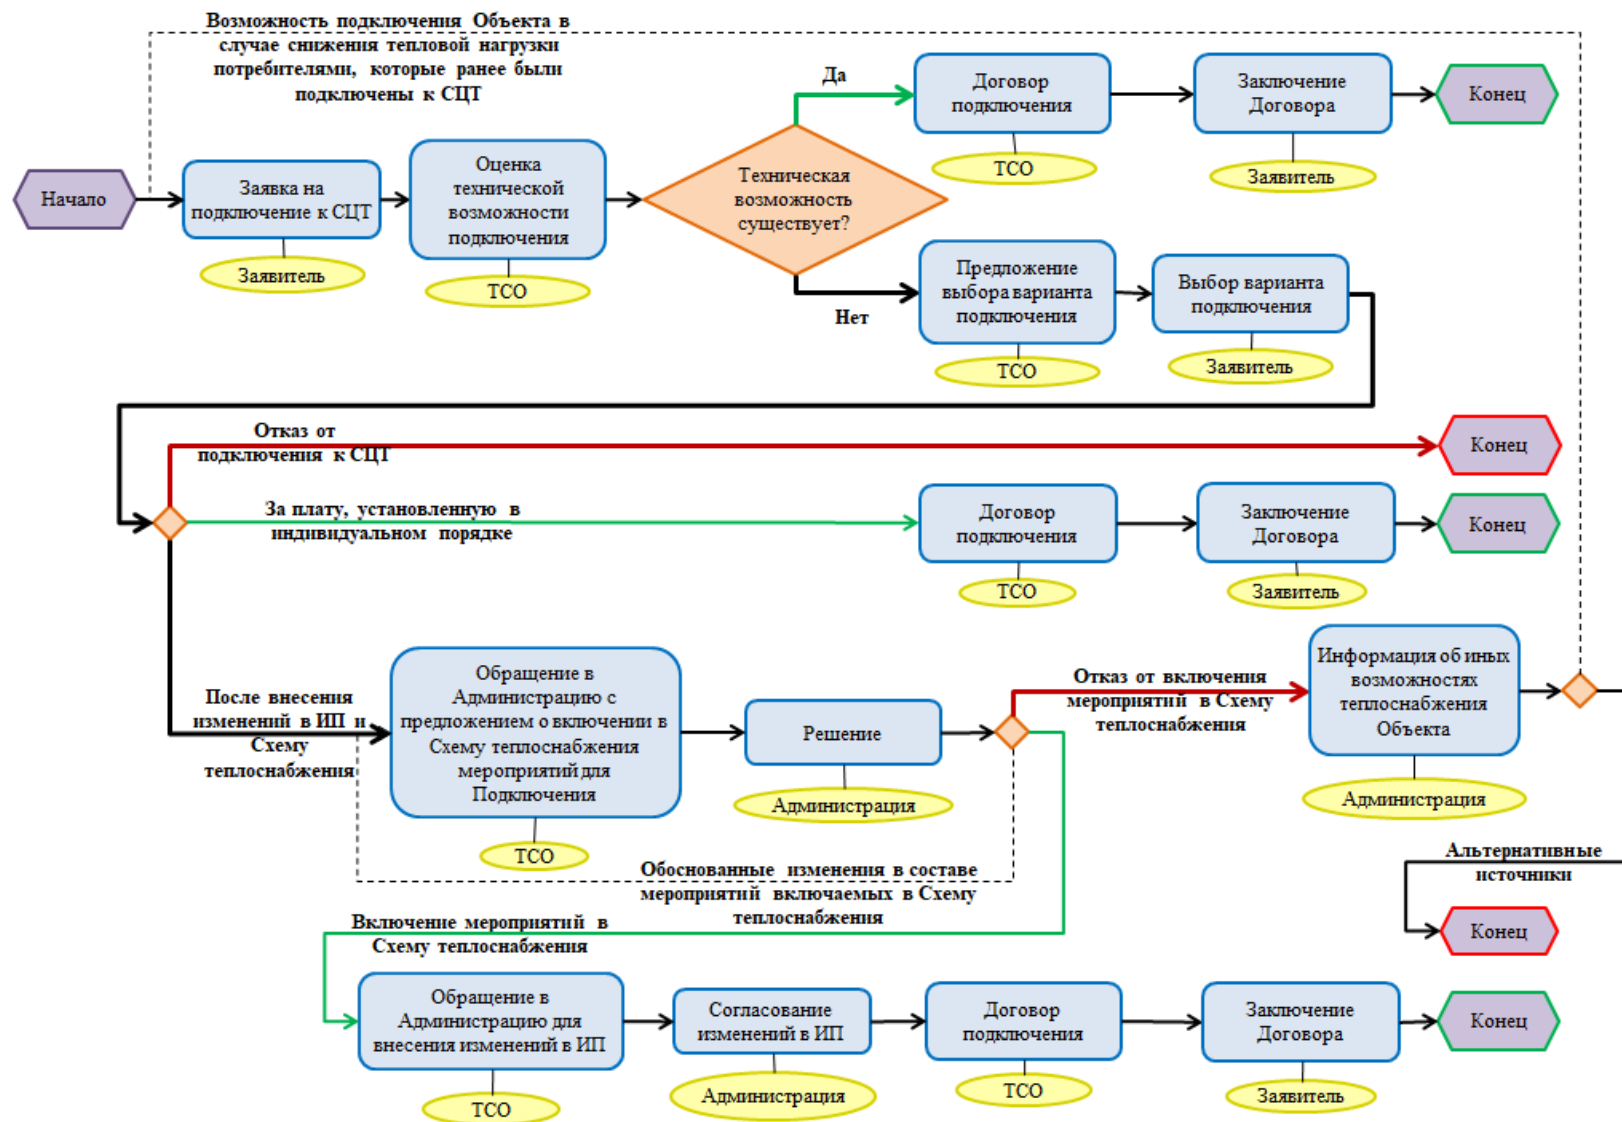 Возможность подключения Объекта в
случае снижения тепловой нагрузки
потребителями, которые ранее были
подключены к СЦТ
Да
Договор
подключения
ТСО
Заключение
Договора
Заявитель
Конец
Начало
Заявка на
подключение к СЦТ
Заявитель
Оценка
технической
возможности
подключения
ТСО
Техническая
возможность
существует?
Нет
Предложение
выбора варианта
подключения
ТСО
Выбор варианта
подключения
Заявитель
Отказ от
подключения к СЦТ
Конец
За плату, установленную в
индивидуальном порядке
Договор
подключения
ТСО
Заключение
Договора
Заявитель
Конец
После внесения
изменений в ИП и
Схему
теплоснабжения
Обращение в
Администрацию с
предложением о включении в
Схему теплоснабжения
мероприятий для
Подключения
ТСО
Решение
Администрация
Отказ от включения
мероприятий в Схему
теплоснабжения
Информация об иных
возможностях
теплоснабжения
Объекта
Администрация
Обоснованные изменения в составе
мероприятий включаемых в Схему
теплоснабжения
Альтернативные
источники
Конец
Включение мероприятий в
Схему теплоснабжения
Обращение в
Администрацию для
внесения изменений в ИП
ТСО
Согласование
изменений в ИП
Администрация
Договор
подключения
ТСО
Заключение
Договора
Заявитель
Конец